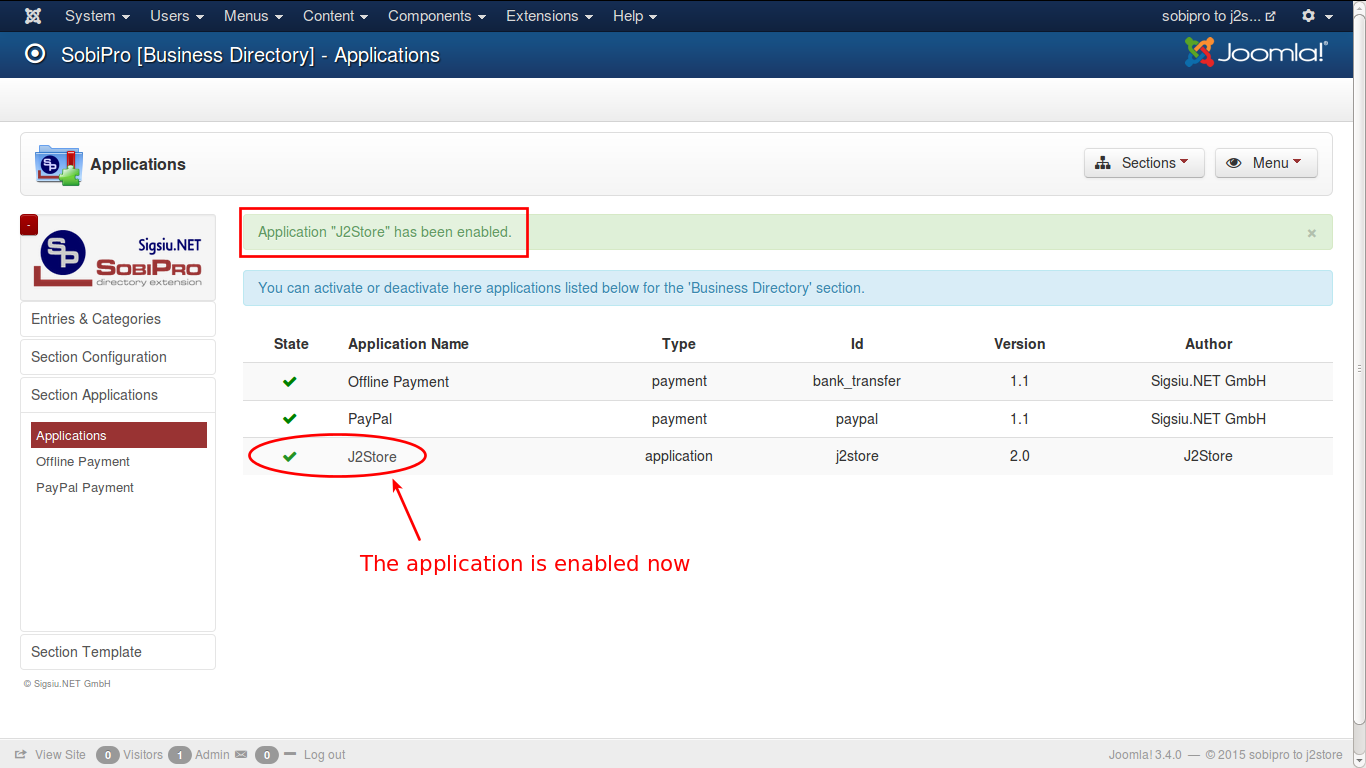 System Users Menus Content Components Extensions Help sobipro to j2s...
SobiPro [Business Directory] - Applications Joomla!®
SP Applications Sections Menu
-
SP Sigsiu.NET
SOBIPRO
directory extension
Application "J2Store" has been enabled. ×
You can activate or deactivate here applications listed below for the 'Business Directory' section.
Entries & Categories
Section Configuration
Section Applications
Applications
Offline Payment
PayPal Payment
Section Template
© Sigsiu.NET GmbH
State Application Name Type Id Version Author
Offline Payment payment bank_transfer 1.1 Sigsiu.NET GmbH
PayPal payment paypal 1.1 Sigsiu.NET GmbH
J2Store application j2store 2.0 J2Store
The application is enabled now
View Site 0 Visitors 1 Admin 0 Log out Joomla! 3.4.0 — © 2015 sobipro to j2store